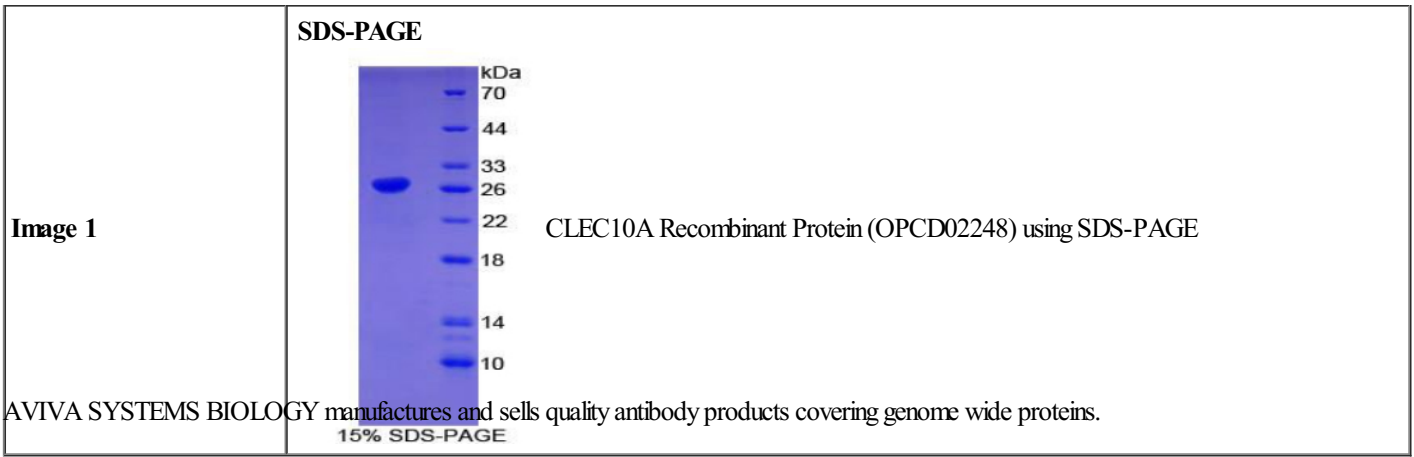 SDS-PAGE
kDa
70
44
33
26
22
18
14
10
15% SDS-PAGE
Image 1
CLEC10A Recombinant Protein (OPCD02248) using SDS-PAGE
AVIVA SYSTEMS BIOLOGY manufactures and sells quality antibody products covering genome wide proteins.